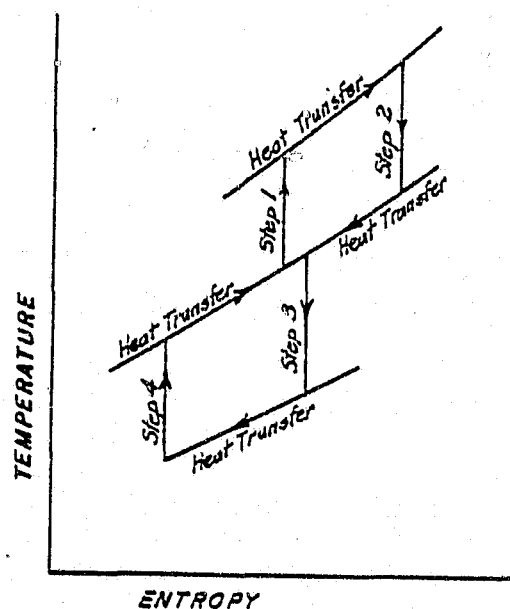 Heat Transfer
Step 2
Step 1
Heat Transfer
Heat Transfer
Step 3
Step 4
Heat Transfer
TEMPERATURE
ENTROPY